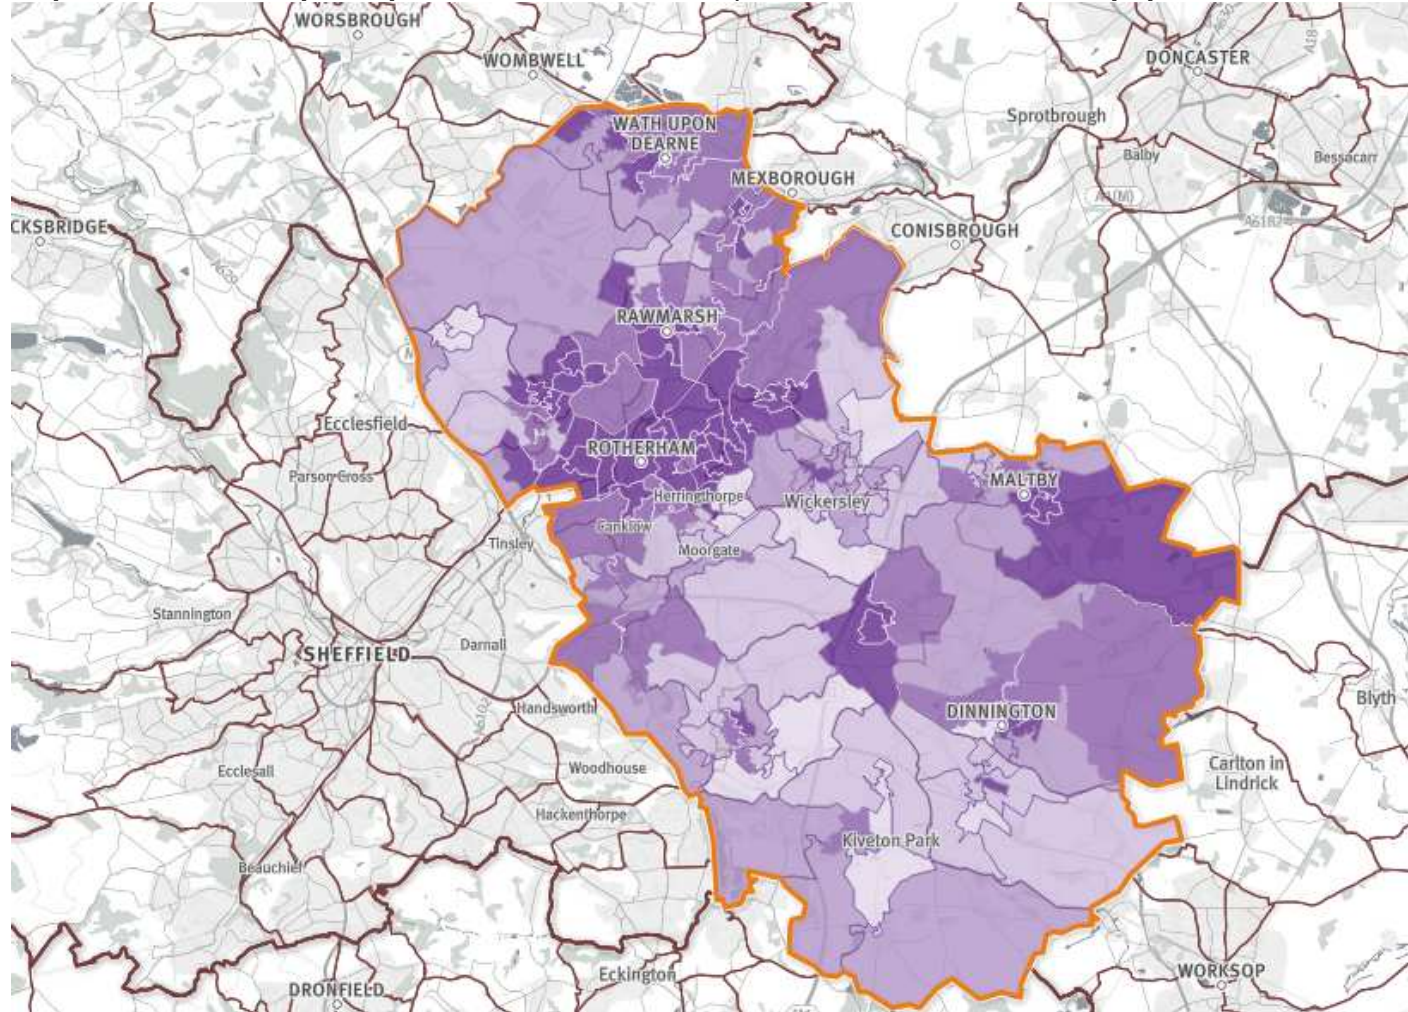 WORSBROUGH
WOMBWELL
DONCASTER
Sprotbrough
WATH UPON
DEARNE
Balby
Bessacarr
MEXBOROUGH
A1(M)
CKSBRIDGE
CONISBROUGH
A629
RAWMARSH
M
Ecclesfield
ROTHERHAM
Parson Cross
MALTBY
Herringthorpe
Wickersley
Canklow
Tinsley
Moorgate
Stannington
Darnall
SHEFFIELD
Blyth
Handsworth
DINNINGTON
Ecclesall
Woodhouse
Carlton in
Lindrick
Hackenthorpe
Kiveton Park
Beauchief
Eckington
WORKSOP
DRONFIELD